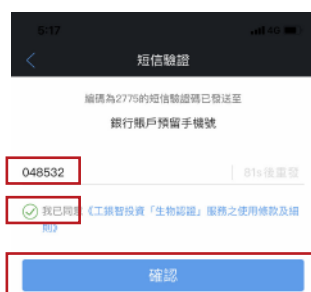 5:17
4G
短信驗證
編碼為2775的短信驗證碼已發送至
銀行賬戶預留手機號
048532
81s後重發
我已同意《工銀智投資「生物認證」服務之使用條款及細
則》
確認